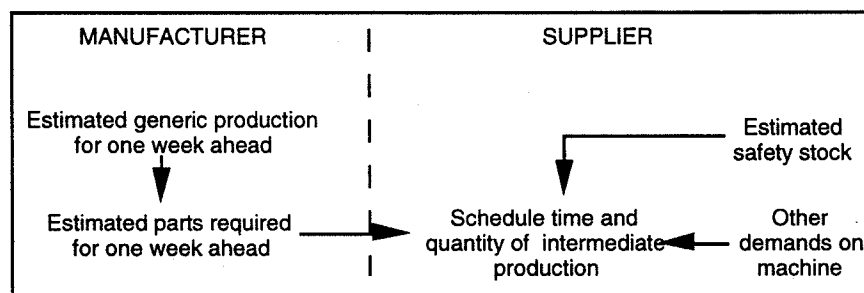 MANUFACTURER
SUPPLIER
Estimated generic production
for one week ahead
Estimated
safety stock
Estimated parts required
for one week ahead
Schedule time and
quantity of intermediate
production
Other
demands on
machine